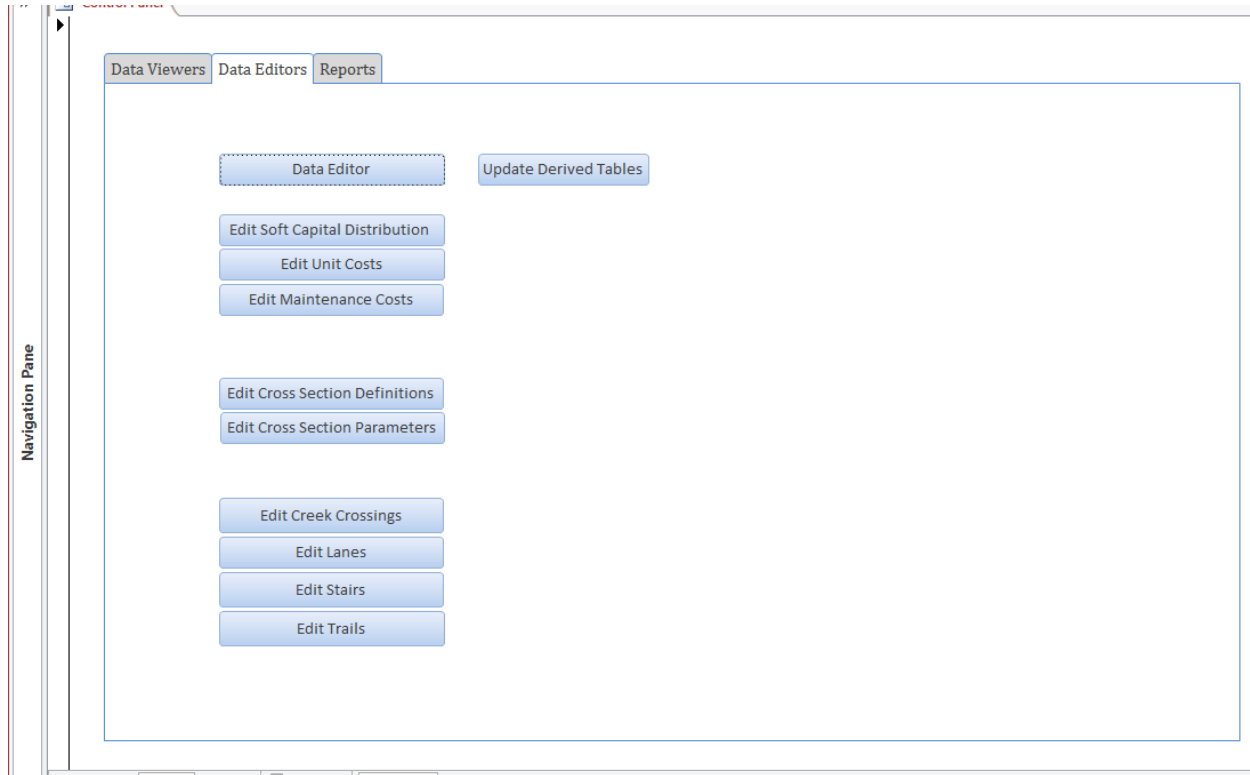 Control Panel
Data Viewers Data Editors Reports
Data Editor Update Derived Tables
Edit Soft Capital Distribution
Edit Unit Costs
Edit Maintenance Costs
Navigation Pane
Edit Cross Section Definitions
Edit Cross Section Parameters
Edit Creek Crossings
Edit Lanes
Edit Stairs
Edit Trails